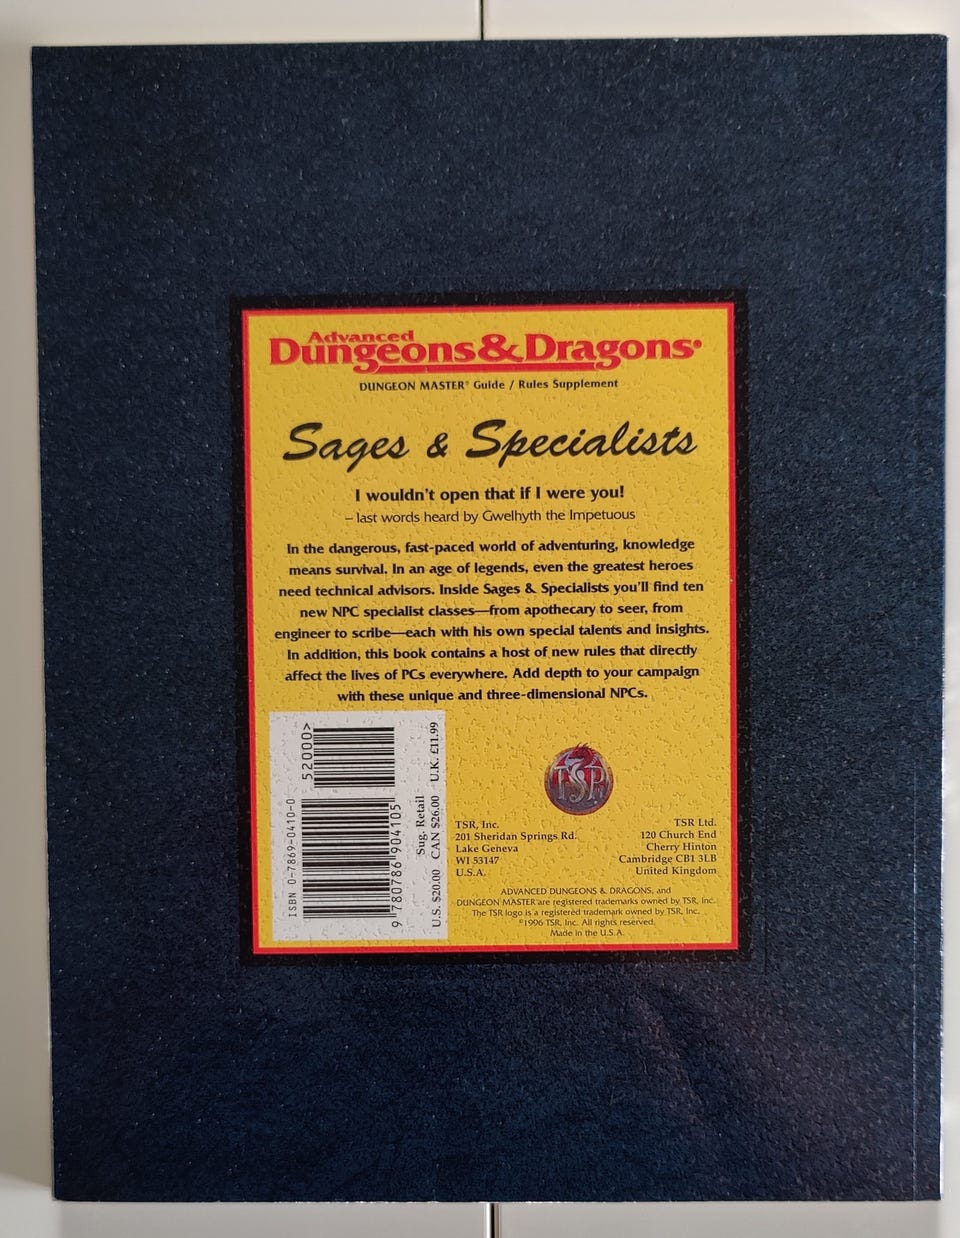 Advanced
Dungeons & Dragons®
DUNGEON MASTER® Guide / Rules Supplement
Sages & Specialists
I wouldn't open that if I were you!
– last words heard by Gwelhyth the Impetuous
In the dangerous, fast-paced world of adventuring, knowledge
means survival. In an age of legends, even the greatest heroes
need technical advisors. Inside Sages & Specialists you'll find ten
new NPC specialist classes—from apothecary to seer, from
engineer to scribe—each with his own special talents and insights.
In addition, this book contains a host of new rules that directly
affect the lives of PCs everywhere. Add depth to your campaign
with these unique and three-dimensional NPCs.
52000>
ISBN 0-7869-0410-0
9 780786 904105
Sug. Retail
U.S. $20.00 CAN $26.00 U.K. £11.99
TSR
TSR, Inc.
201 Sheridan Springs Rd.
Lake Geneva
WI 53147
U.S.A.
TSR Ltd.
120 Church End
Cherry Hinton
Cambridge CB1 3LB
United Kingdom
ADVANCED DUNGEONS & DRAGONS, and
DUNGEON MASTER are registered trademarks owned by TSR, Inc.
The TSR logo is a registered trademark owned by TSR, Inc.
©1996 TSR, Inc. All rights reserved.
Made in the U.S.A.